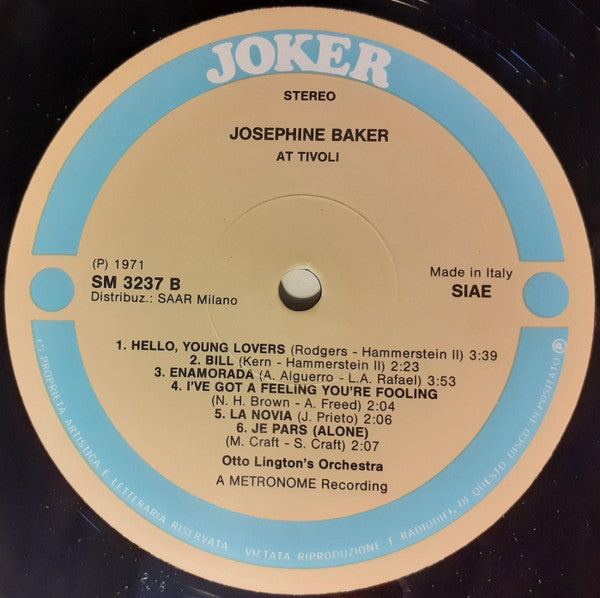 JOKER
STEREO
JOSEPHINE BAKER
AT TIVOLI
(P) 1971
SM 3237 B
Distribuz.: SAAR Milano
Made in Italy
SIAE
1. HELLO, YOUNG LOVERS (Rodgers - Hammerstein II) 3:39
2. BILL (Kern - Hammerstein II) 2:23
3. ENAMORADA (A. Alguerro - L.A. Rafael) 3:53
4. I'VE GOT A FEELING YOU'RE FOOLING
(N. H. Brown - A. Freed) 2:04
5. LA NOVIA (J. Prieto) 2:06
6. JE PARS (ALONE)
(M. Craft - S. Craft) 2:07
Otto Lington's Orchestra
A METRONOME Recording
(C) PROPRIETA ARTISTICA E LETTERARIA RISERVATA VIETATA RIPRODUZIONE E RADIODIFF. DI QUESTO DISCO DEPOSITATO (P)